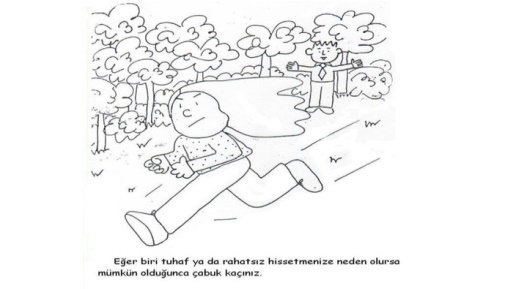 Eğer biri tuhaf ya da rahatsız hissetmenize neden olursa
mümkün olduğunca çabuk kaçınız.